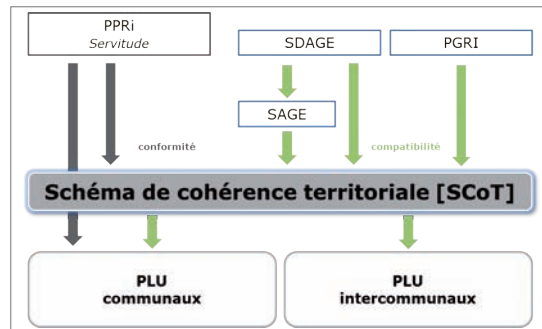 PPRi
Servitude
SDAGE
PGRI
SAGE
conformité
compatibilité
Schéma de cohérence territoriale [SCoT]
PLU
communaux
PLU
intercommunaux